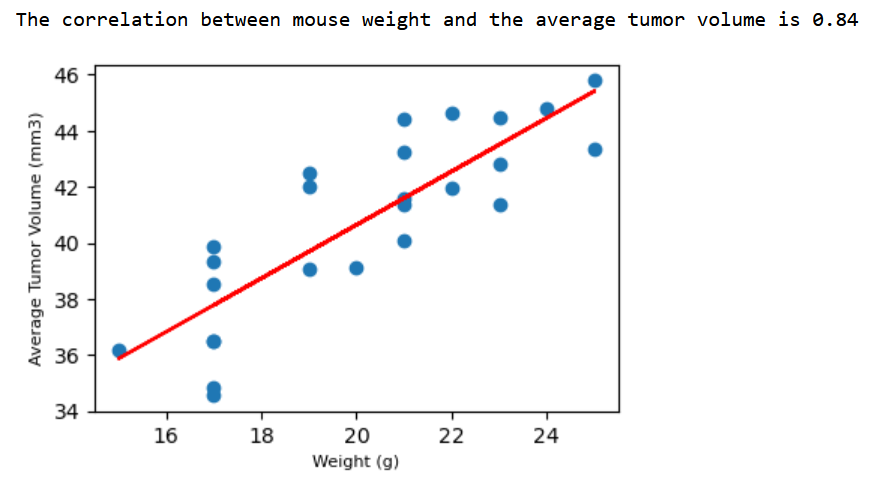 The correlation between mouse weight and the average tumor volume is 0.84
46
44
42
40
38
36
34
Average Tumor Volume (mm3)
16 18 20 22 24
Weight (g)